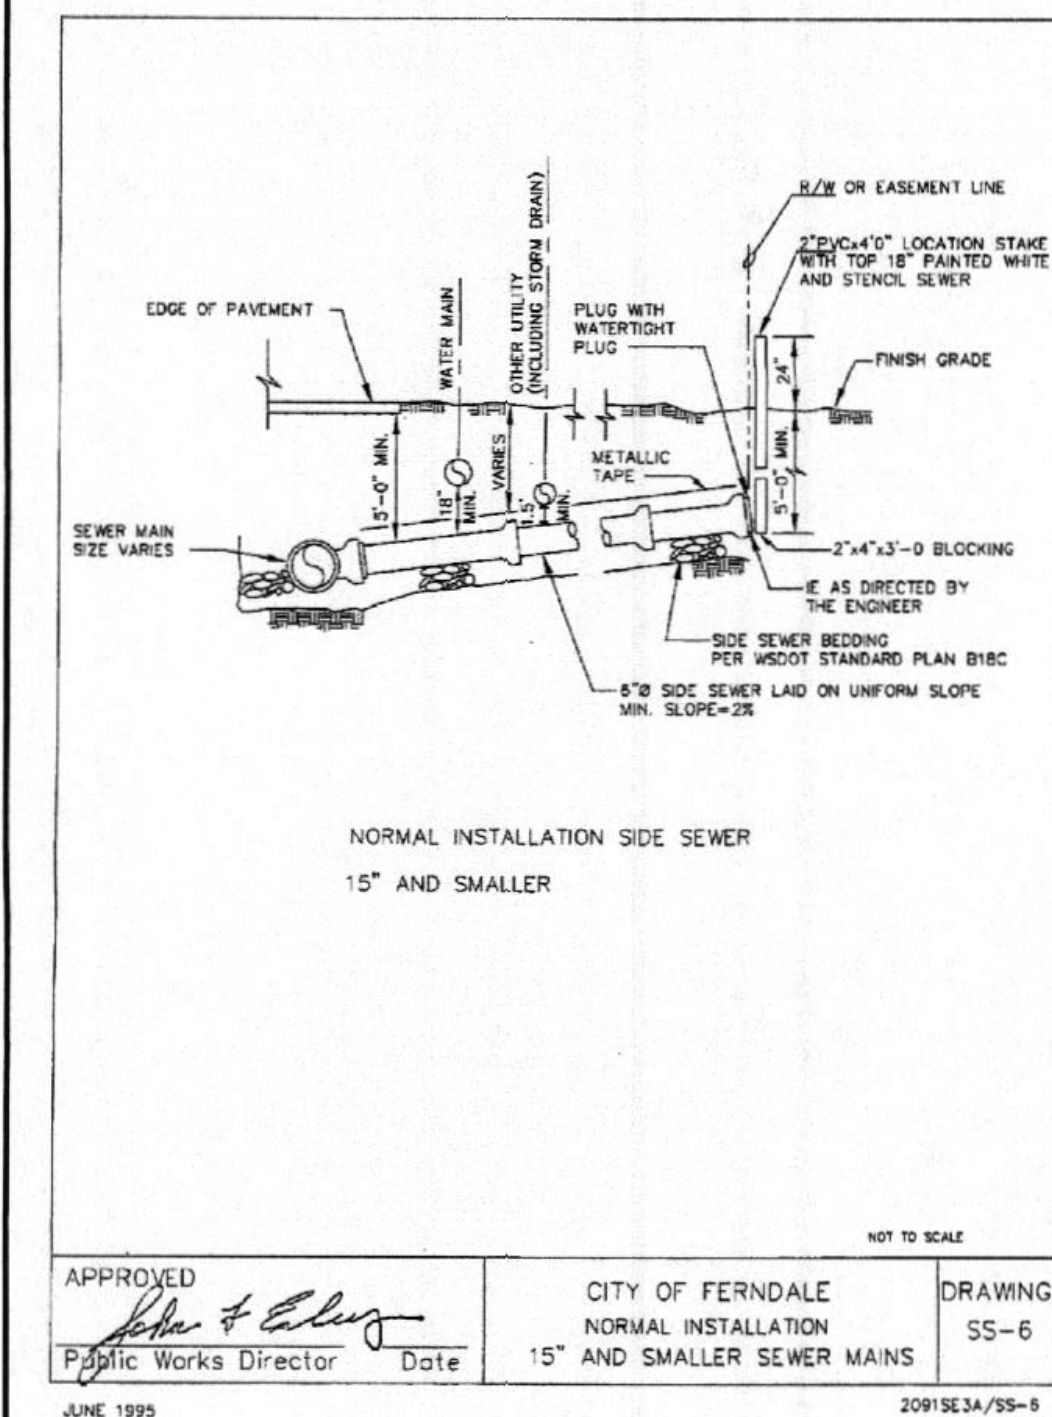 R/W OR EASEMENT LINE
2"PVCx4'0" LOCATION STAKE
WITH TOP 18" PAINTED WHITE
AND STENCIL SEWER
EDGE OF PAVEMENT
WATER MAIN
OTHER UTILITY
(INCLUDING STORM DRAIN)
PLUG WITH
WATERTIGHT
PLUG
24"
FINISH GRADE
5'-0" MIN.
18"
MIN.
VARIES
1.5'
MIN.
METALLIC
TAPE
5'-0" MIN.
SEWER MAIN
SIZE VARIES
2"x4"x3'-0 BLOCKING
IE AS DIRECTED BY
THE ENGINEER
SIDE SEWER BEDDING
PER WSDOT STANDARD PLAN B18C
6"Ø SIDE SEWER LAID ON UNIFORM SLOPE
MIN. SLOPE=2%
NORMAL INSTALLATION SIDE SEWER
15" AND SMALLER
NOT TO SCALE
APPROVED
Public Works Director Date
CITY OF FERNDALE
NORMAL INSTALLATION
15" AND SMALLER SEWER MAINS
DRAWING
SS-6
JUNE 1995
2091SE3A/SS-6